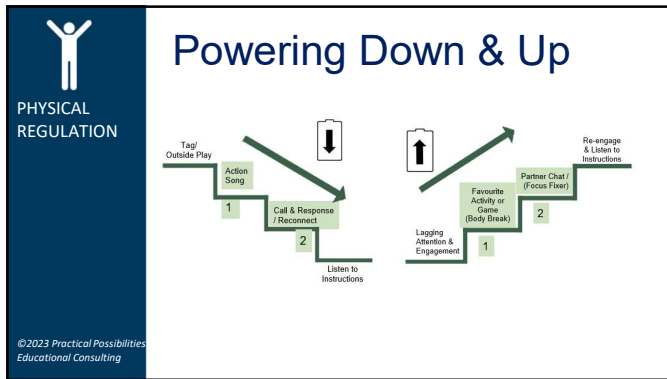 Powering Down & Up
PHYSICAL
REGULATION
Tag/
Outside Play
Action
Song
1
Call & Response
/ Reconnect
2
Listen to
Instructions
Lagging
Attention &
Engagement
Favourite
Activity or
Game
(Body Break)
1
Partner Chat /
(Focus Fixer)
2
Re-engage
& Listen to
Instructions
©2023 Practical Possibilities
Educational Consulting